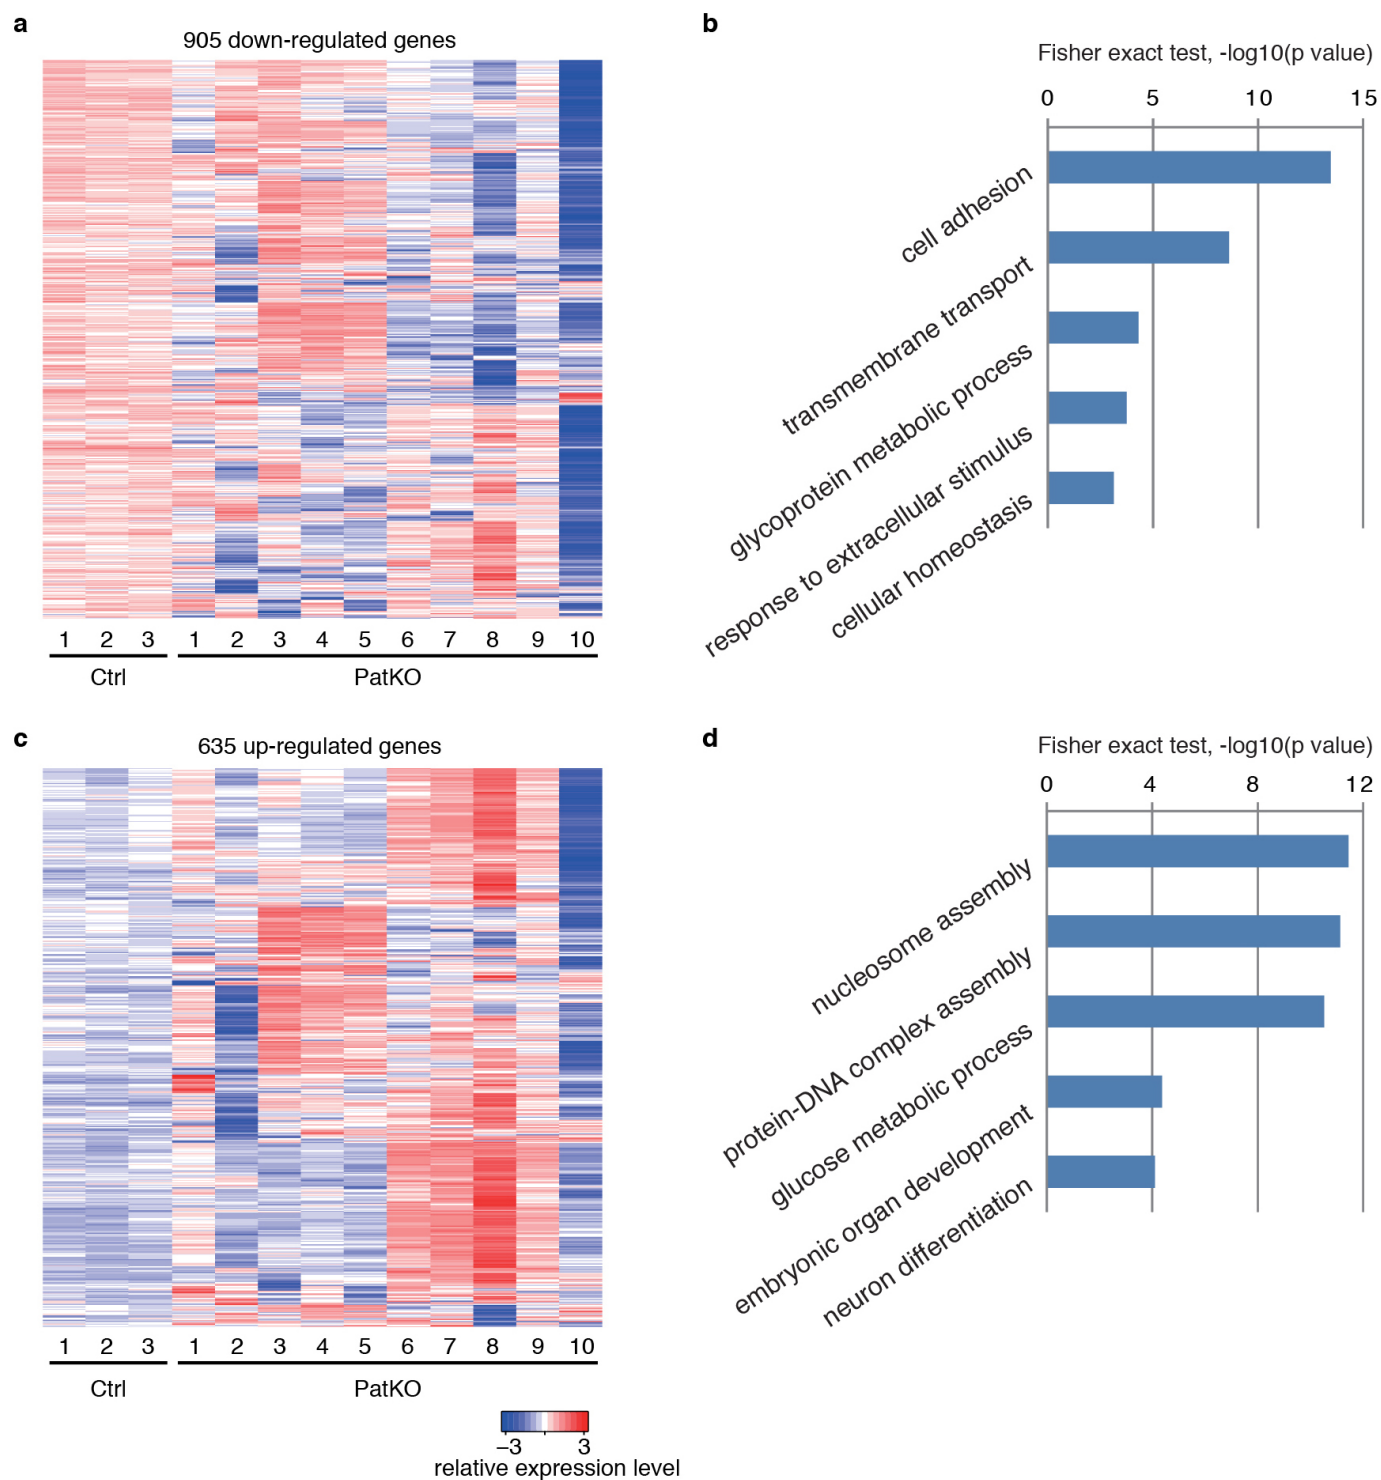 a
905 down-regulated genes
1 2 3 1 2 3 4 5 6 7 8 9 10
Ctrl PatKO
b
Fisher exact test, -log10(p value)
0 5 10 15
cell adhesion
transmembrane transport
glycoprotein metabolic process
response to extracellular stimulus
cellular homeostasis
c
635 up-regulated genes
1 2 3 1 2 3 4 5 6 7 8 9 10
Ctrl PatKO
−3 3
relative expression level
d
Fisher exact test, -log10(p value)
0 4 8 12
nucleosome assembly
protein-DNA complex assembly
glucose metabolic process
embryonic organ development
neuron differentiation